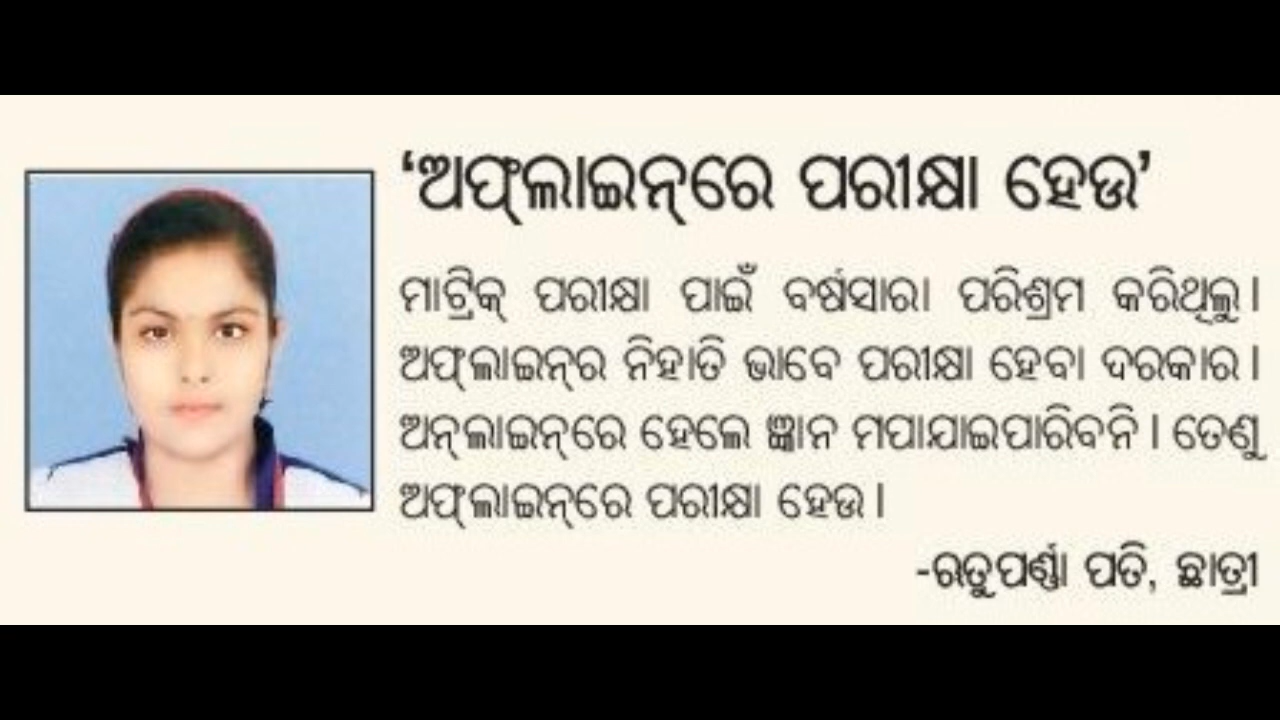 ‘ଅଫ୍‌ଲାଇନ୍‌ରେ ପରୀକ୍ଷା ହେଉ’
ମାଟ୍ରିକ୍ ପରୀକ୍ଷା ପାଇଁ ବର୍ଷସାରା ପରିଶ୍ରମ କରିଥିଲୁ।
ଅଫ୍‌ଲାଇନ୍‌ର ନିହାତି ଭାବେ ପରୀକ୍ଷା ହେବା ଦରକାର।
ଅନ୍‌ଲାଇନ୍‌ରେ ହେଲେ ଜ୍ଞାନ ମପାଯାଇପାରିବନି। ତେଣୁ
ଅଫ୍‌ଲାଇନ୍‌ରେ ପରୀକ୍ଷା ହେଉ।
-ଋତୁପର୍ଣ୍ଣା ପତି, ଛାତ୍ରୀ